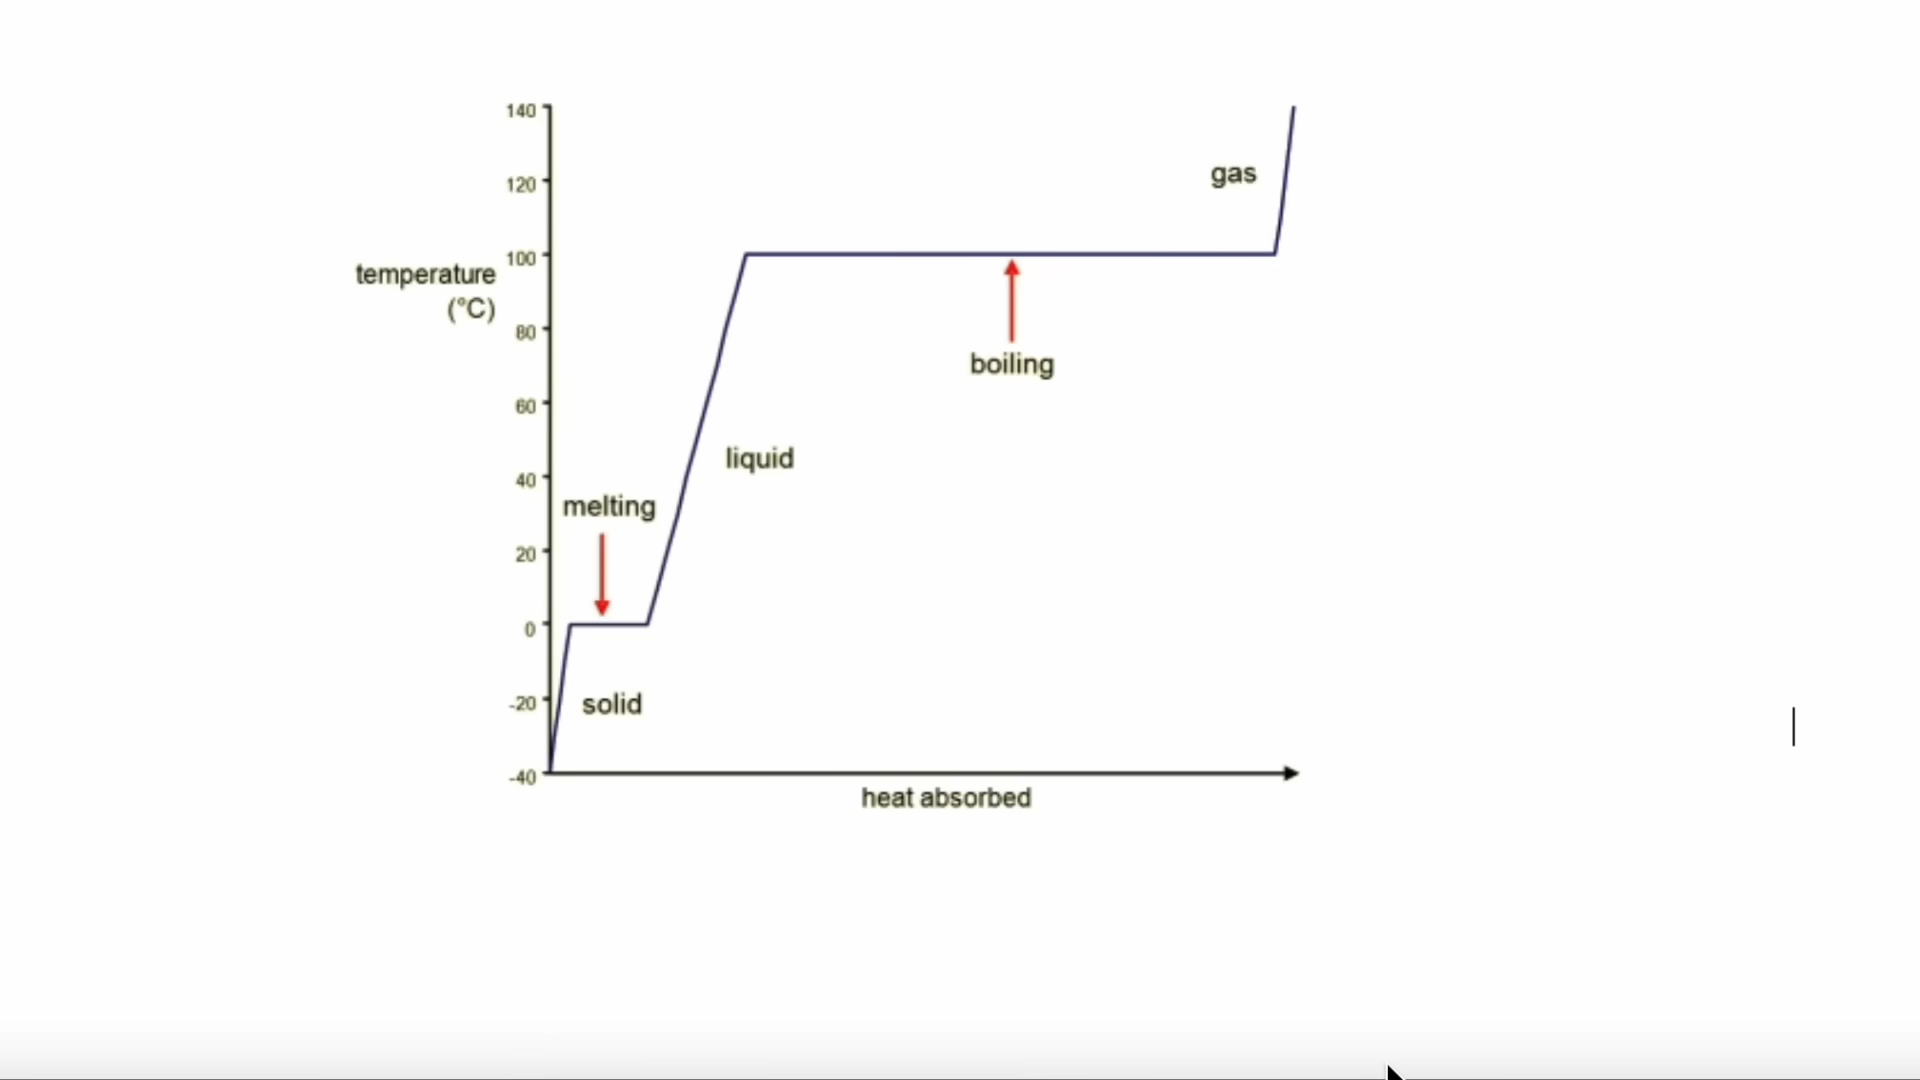 140
120
gas
100
temperature
(°C)
80
boiling
60
liquid
40
melting
20
0
-20
solid
-40
heat absorbed